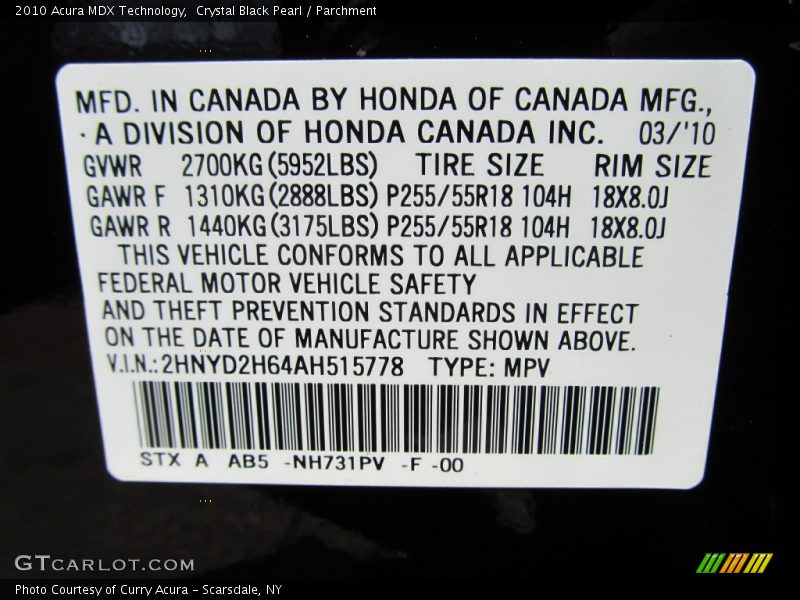 2010 Acura MDX Technology,  Crystal Black Pearl / Parchment
MFD. IN CANADA BY HONDA OF CANADA MFG.,
·A DIVISION OF HONDA CANADA INC. 03/'10
GVWR 2700KG(5952LBS) TIRE SIZE RIM SIZE
GAWR F 1310KG(2888LBS) P255/55R18 104H 18X8.0J
GAWR R 1440KG(3175LBS) P255/55R18 104H 18X8.0J
THIS VEHICLE CONFORMS TO ALL APPLICABLE
FEDERAL MOTOR VEHICLE SAFETY
AND THEFT PREVENTION STANDARDS IN EFFECT
ON THE DATE OF MANUFACTURE SHOWN ABOVE.
V.I.N.:2HNYD2H64AH515778 TYPE: MPV
STX A AB5 -NH731PV -F -00
GTCARLOT.COM
Photo Courtesy of Curry Acura – Scarsdale, NY